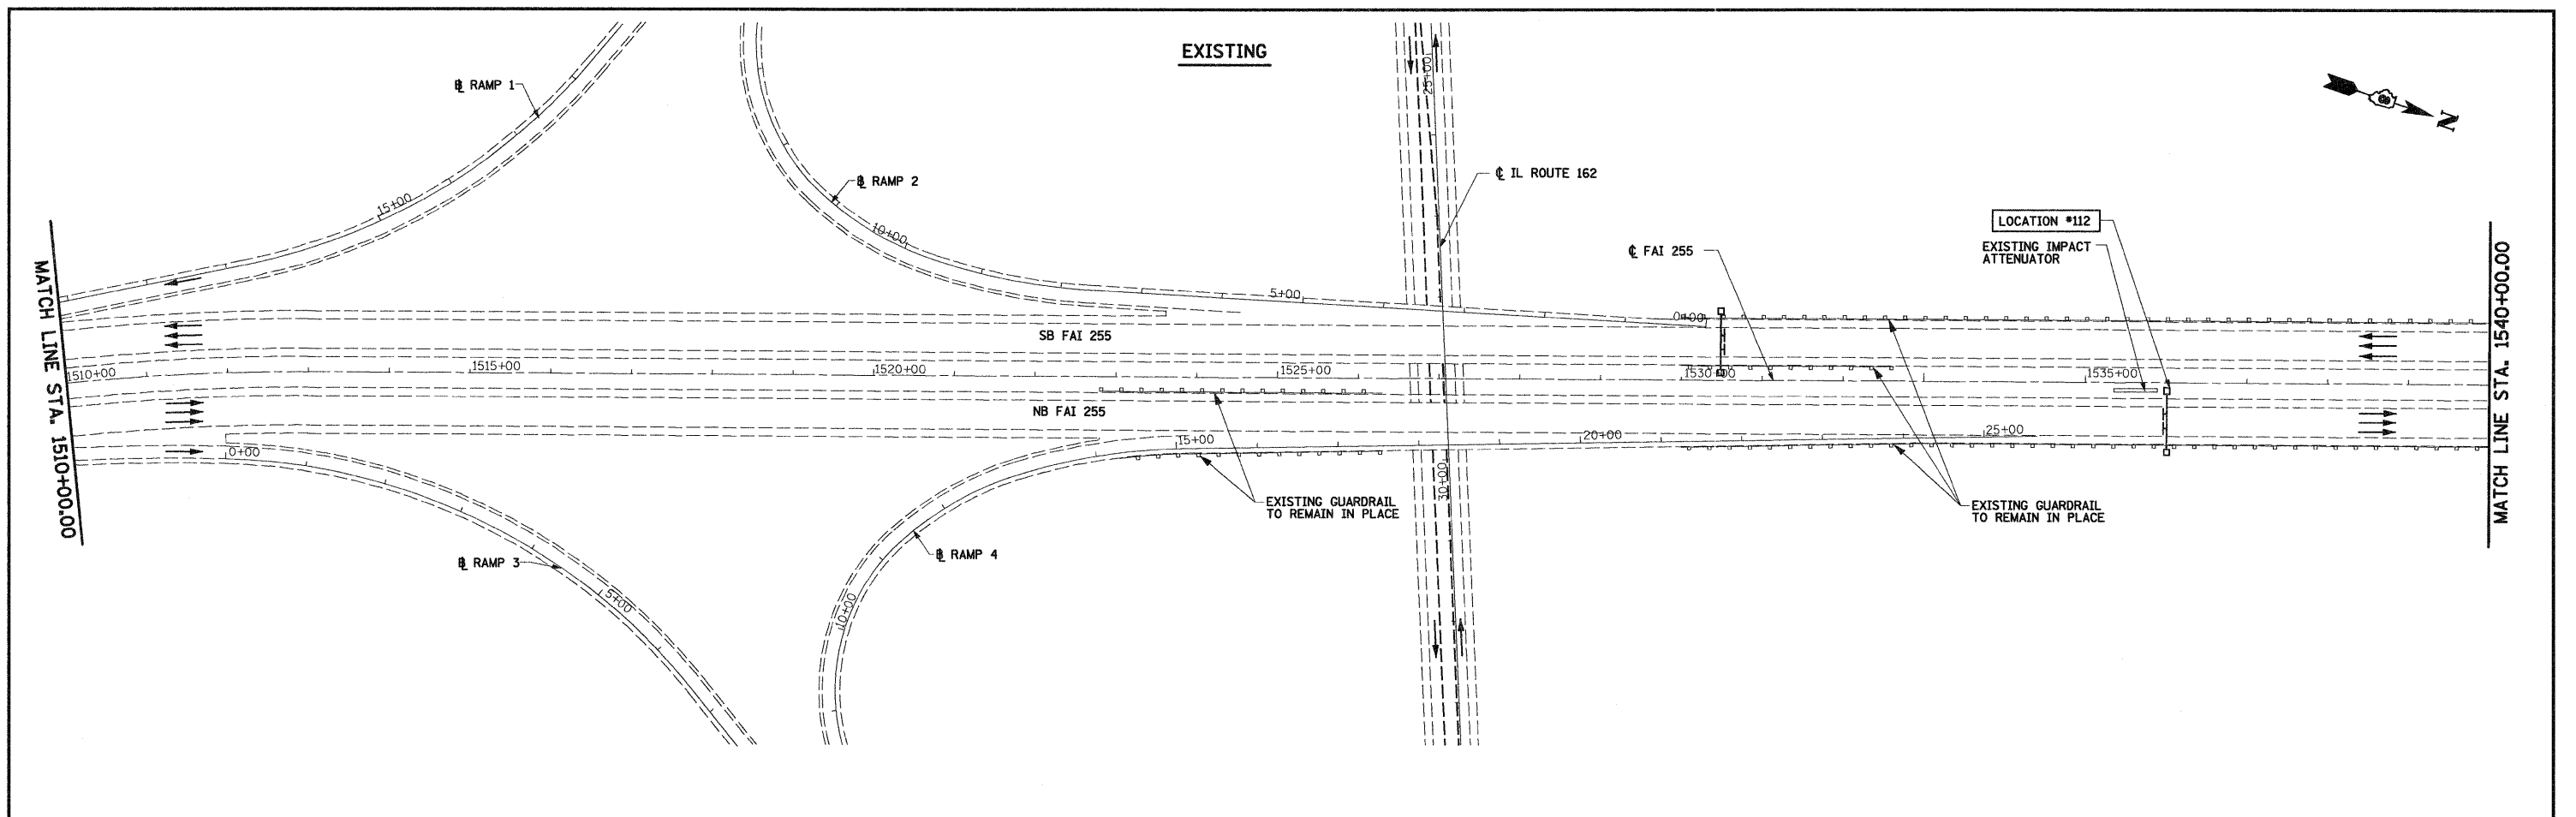 EXISTING
℄ RAMP 1
25+00
N
℄ RAMP 2
℄ IL ROUTE 162
15+00
LOCATION #112
10+00
EXISTING IMPACT
ATTENUATOR
℄ FAI 255
MATCH LINE STA. 1510+00.00
MATCH LINE STA. 1540+00.00
5+00
0+00
SB FAI 255
1510+00
1515+00
1520+00
1525+00
1530+00
1535+00
NB FAI 255
15+00
20+00
25+00
0+00
30+00
EXISTING GUARDRAIL
TO REMAIN IN PLACE
EXISTING GUARDRAIL
TO REMAIN IN PLACE
℄ RAMP 3
℄ RAMP 4
5+00
10+00